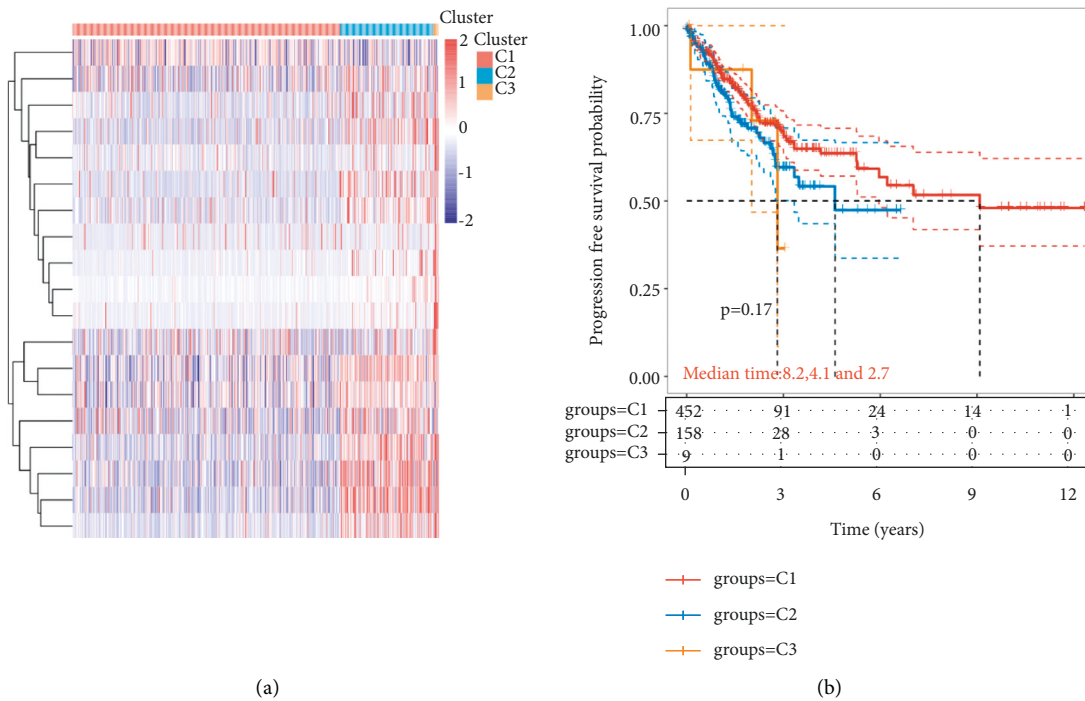 Cluster
2
1
0
-1
-2
Cluster
C1
C2
C3
(a)
Progression free survival probability
1.00
0.75
0.50
0.25
0.00
p=0.17
Median time:8.2,4.1 and 2.7
groups=C1 452 91 24 14 1
groups=C2 158 28 3 0 0
groups=C3 9 1 0 0 0
0 3 6 9 12
Time (years)
groups=C1
groups=C2
groups=C3
(b)